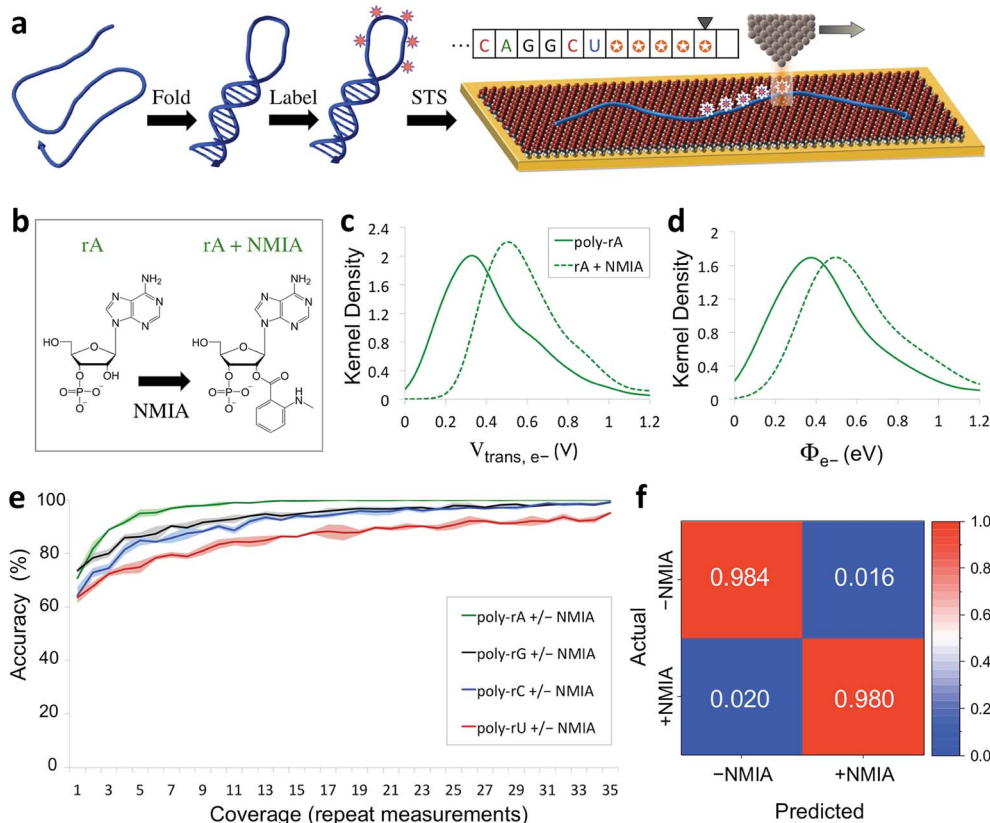 a
Fold
Label
STS
... C A G G C U
b
rA
rA + NMIA
NH₂
NH₂
N
N
N
N
N
N
N
N
HO
O
HO
O
O
OH
O
O
O=P-O⁻
O⁻
NMIA
O=P-O⁻
O⁻
O
H
N
c
Kernel Density
3
2.4
1.8
1.2
0.6
0
0
0.2
0.4
0.6
0.8
1
1.2
V trans, e− (V)
poly-rA
rA + NMIA
d
Kernel Density
2
1.6
1.2
0.8
0.4
0
0
0.2
0.4
0.6
0.8
1
1.2
Φe− (eV)
e
Accuracy (%)
100
80
60
40
20
0
1 3 5 7 9 11 13 15 17 19 21 23 25 27 29 31 33 35
Coverage (repeat measurements)
poly-rA +/− NMIA
poly-rG +/− NMIA
poly-rC +/− NMIA
poly-rU +/− NMIA
f
Actual
−NMIA
+NMIA
0.984
0.016
0.020
0.980
−NMIA
+NMIA
Predicted
1.0
0.8
0.6
0.4
0.2
0.0